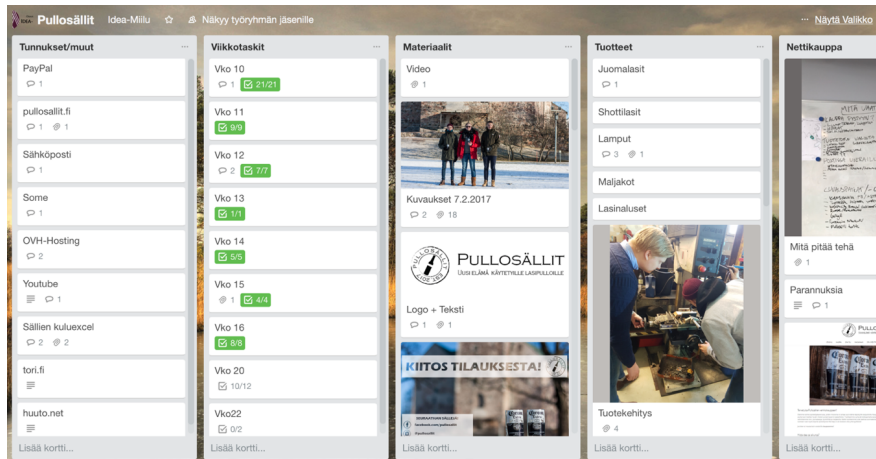 Pullosällit
Idea-Miilu
Näkyy työryhmän jäsenille
Näytä Valikko
Tunnukset/muut
PayPal
1
pullosallit.fi
1 1
Sähköposti
1
Some
1
OVH-Hosting
2
Youtube
1
Sällien kuluexcel
2 2
tori.fi
huuto.net
Lisää kortti...
Viikkotaskit
Vko 10
1 21/21
Vko 11
9/9
Vko 12
2 7/7
Vko 13
1/1
Vko 14
5/5
Vko 15
1 4/4
Vko 16
8/8
Vko 20
10/12
Vko22
0/2
Lisää kortti...
Materiaalit
Video
1
Kuvaukset 7.2.2017
2 18
PULLOSÄLLIT
UUSI ELÄMÄ KÄYTETYILLE LASIPULLOILLE
PULLOSÄLLIT
EST 2017
Logo + Teksti
1 1
KIITOS TILAUKSESTA!
Lisää kortti...
Tuotteet
Juomalasit
1
Shottilasit
Lamput
3 1
Maljakot
Lasinaluset
Tuotekehitys
4
Lisää kortti...
Nettikauppa
Mitä pitää tehä
1
Parannuksia
1
PULLO
Lisää kortti...